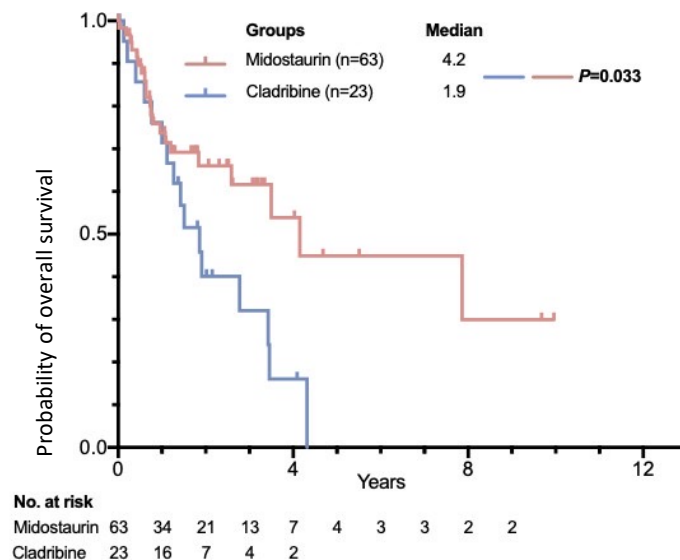 Groups Median
Midostaurin (n=63) 4.2
Cladribine (n=23) 1.9
P=0.033
Probability of overall survival
1.0
0.5
0.0
0 4 8 12
Years
No. at risk
Midostaurin 63 34 21 13 7 4 3 3 2 2
Cladribine 23 16 7 4 2